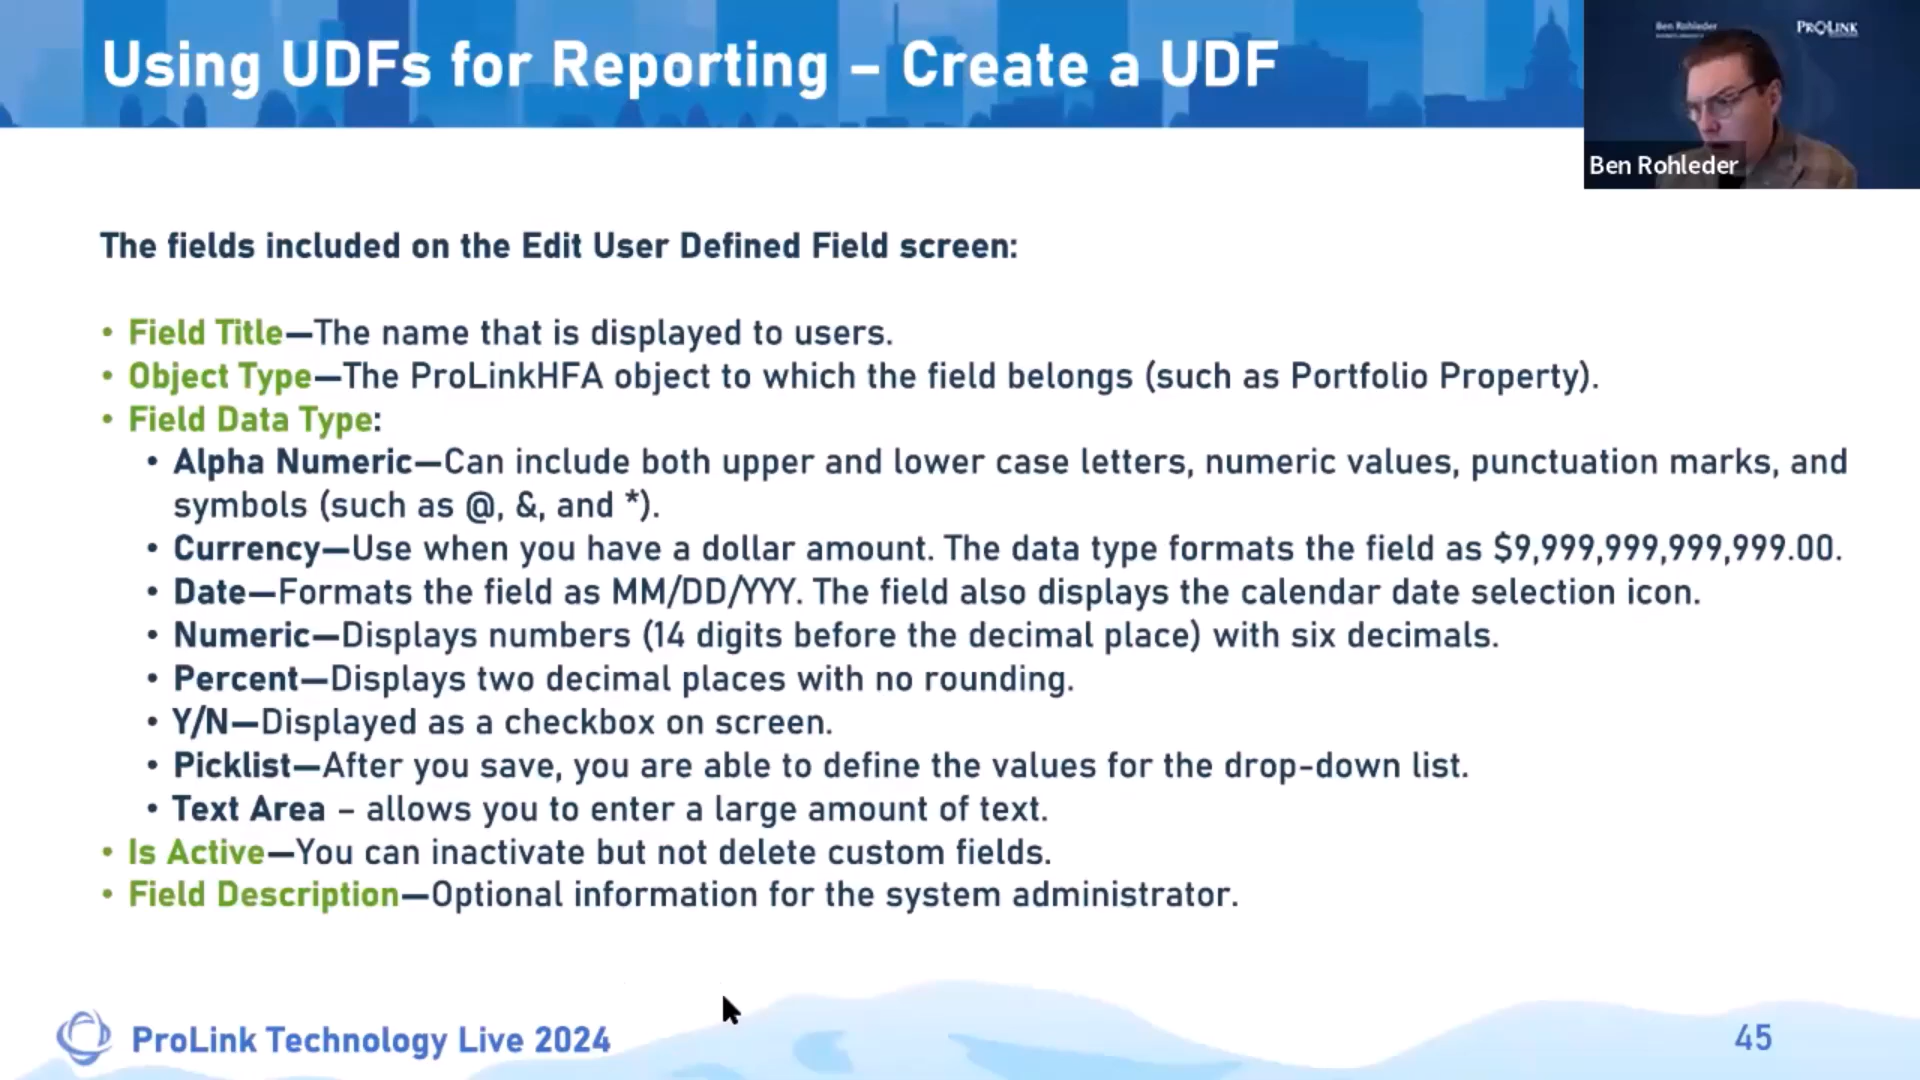 Using UDFs for Reporting – Create a UDF
Ben Rohleder
PROLINK
Ben Rohleder
The fields included on the Edit User Defined Field screen:
• Field Title—The name that is displayed to users.
• Object Type—The ProLinkHFA object to which the field belongs (such as Portfolio Property).
• Field Data Type:
• Alpha Numeric—Can include both upper and lower case letters, numeric values, punctuation marks, and
symbols (such as @, &, and *).
• Currency—Use when you have a dollar amount. The data type formats the field as $9,999,999,999,999.00.
• Date—Formats the field as MM/DD/YYY. The field also displays the calendar date selection icon.
• Numeric—Displays numbers (14 digits before the decimal place) with six decimals.
• Percent—Displays two decimal places with no rounding.
• Y/N—Displayed as a checkbox on screen.
• Picklist—After you save, you are able to define the values for the drop-down list.
• Text Area – allows you to enter a large amount of text.
• Is Active—You can inactivate but not delete custom fields.
• Field Description—Optional information for the system administrator.
ProLink Technology Live 2024
45